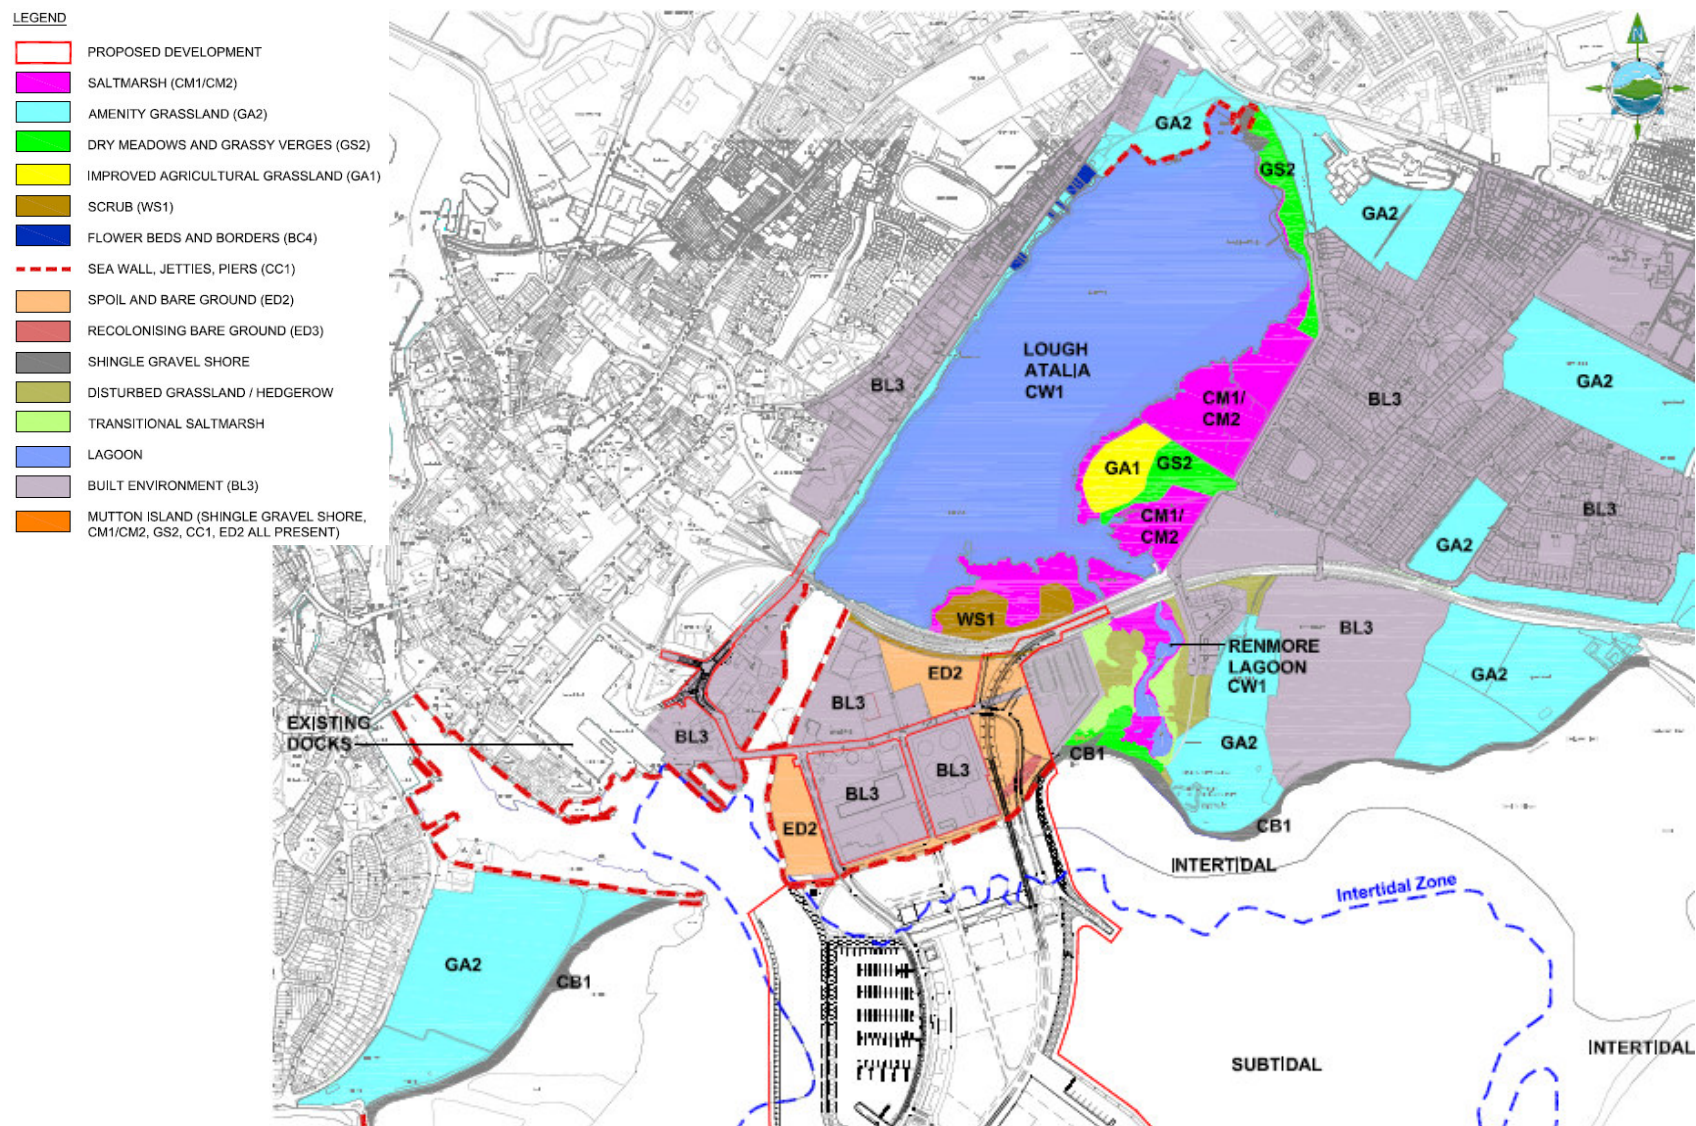 LEGEND
PROPOSED DEVELOPMENT
SALTMARSH (CM1/CM2)
AMENITY GRASSLAND (GA2)
DRY MEADOWS AND GRASSY VERGES (GS2)
IMPROVED AGRICULTURAL GRASSLAND (GA1)
SCRUB (WS1)
FLOWER BEDS AND BORDERS (BC4)
SEA WALL, JETTIES, PIERS (CC1)
SPOIL AND BARE GROUND (ED2)
RECOLONISING BARE GROUND (ED3)
SHINGLE GRAVEL SHORE
DISTURBED GRASSLAND / HEDGEROW
TRANSITIONAL SALTMARSH
LAGOON
BUILT ENVIRONMENT (BL3)
MUTTON ISLAND (SHINGLE GRAVEL SHORE,
CM1/CM2, GS2, CC1, ED2 ALL PRESENT)
N
GA2
GS2
GA2
LOUGH
ATALIA
CW1
BL3
GA2
CM1/
CM2
BL3
GA1
GS2
BL3
CM1/
CM2
GA2
WS1
BL3
RENMORE
LAGOON
CW1
ED2
GA2
BL3
EXISTING
DOCKS
BL3
GA2
CB1
BL3
BL3
ED2
CB1
INTERTIDAL
Intertidal Zone
GA2
CB1
INTERTIDAL
SUBTIDAL